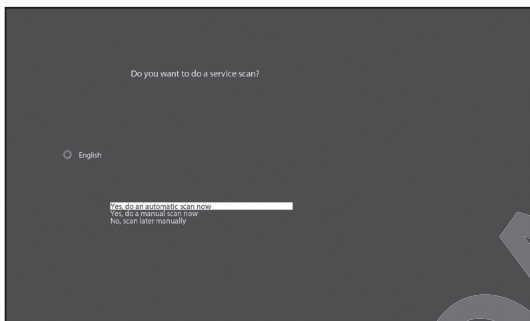 Do you want to do a service scan?
English
Yes, do an automatic scan now
Yes, do a manual scan now
No, scan later manually